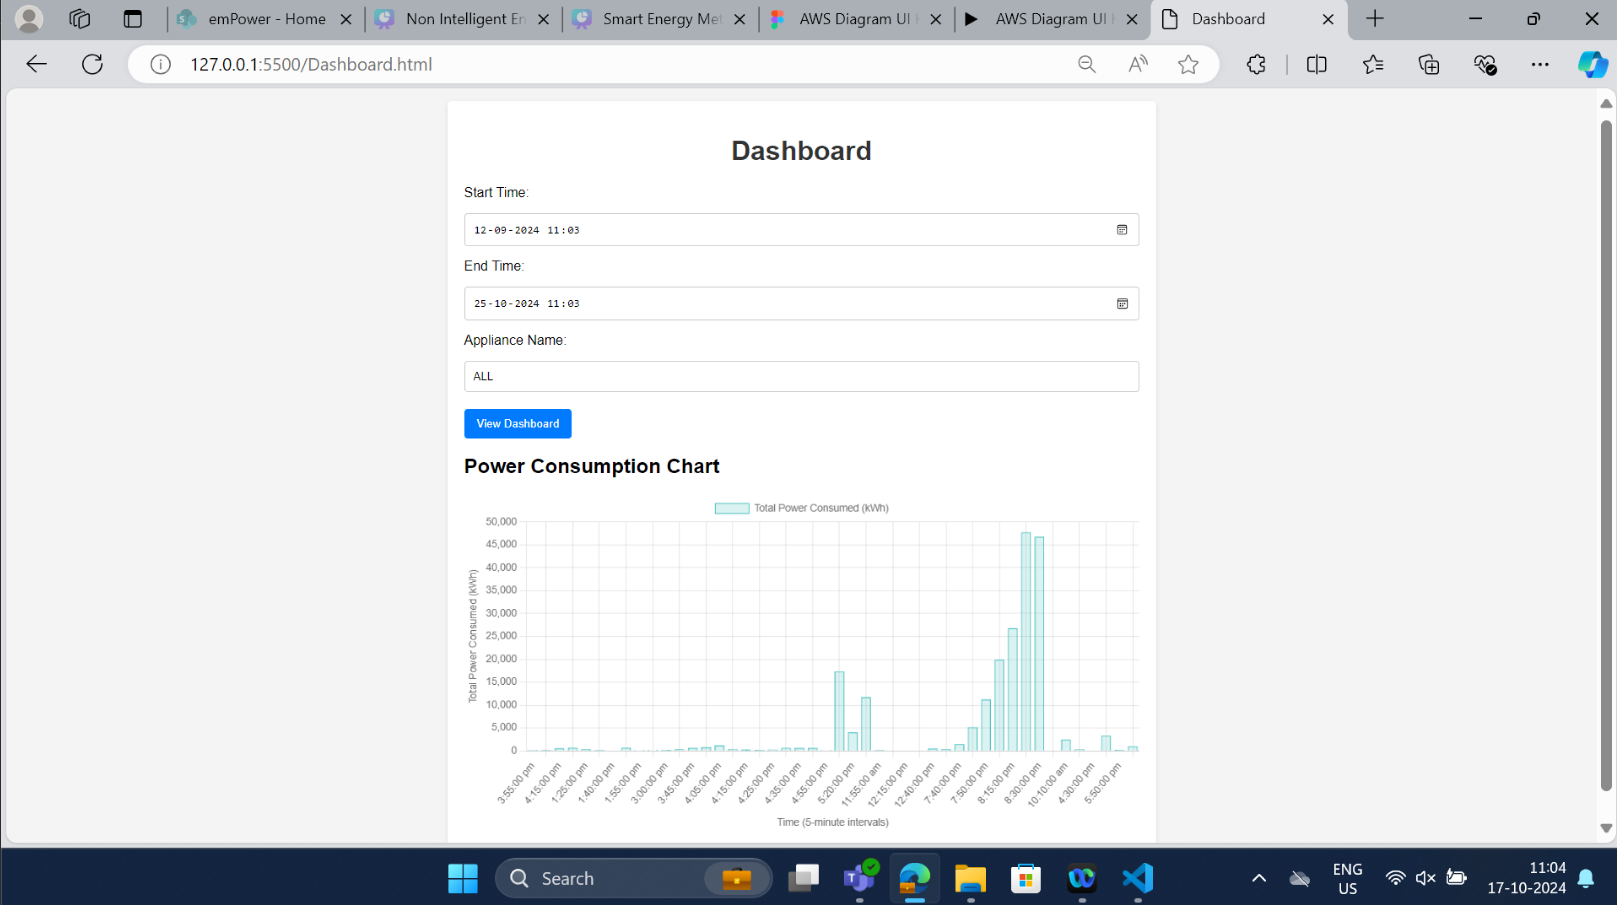 emPower - Home
Non Intelligent En
Smart Energy Met
AWS Diagram UI
AWS Diagram UI
Dashboard
127.0.0.1:5500/Dashboard.html
Dashboard
Start Time:
12-09-2024 11:03
End Time:
25-10-2024 11:03
Appliance Name:
ALL
View Dashboard
Power Consumption Chart
Total Power Consumed (kWh)
50,000
45,000
40,000
35,000
30,000
25,000
20,000
15,000
10,000
5,000
0
Total Power Consumed (kWh)
3:55:00 pm
4:15:00 pm
1:25:00 pm
1:40:00 pm
1:55:00 pm
3:00:00 pm
3:45:00 pm
4:05:00 pm
4:15:00 pm
4:25:00 pm
4:35:00 pm
4:55:00 pm
5:20:00 pm
11:55:00 am
12:15:00 pm
12:40:00 pm
7:40:00 pm
7:50:00 pm
8:15:00 pm
8:30:00 pm
10:10:00 am
4:30:00 pm
5:50:00 pm
Time (5-minute intervals)
Search
ENG
US
11:04
17-10-2024